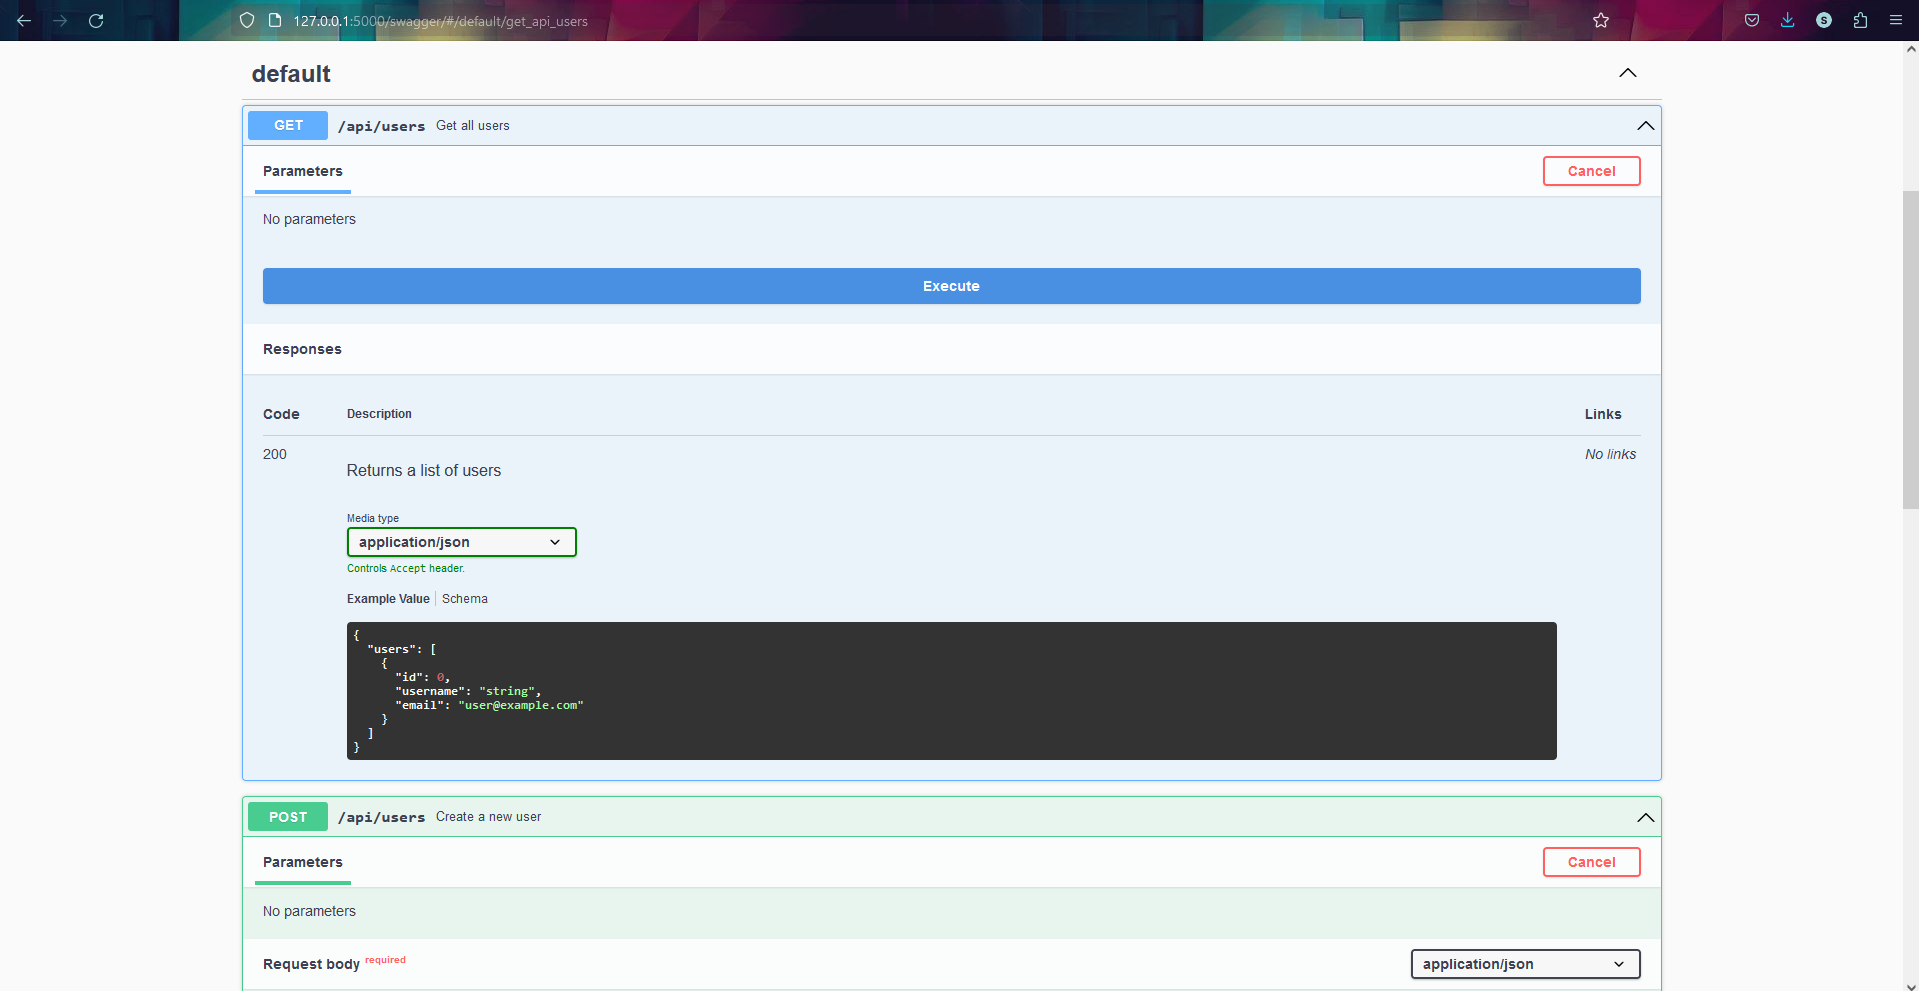 127.0.0.1:5000/swagger/#/default/get_api_users
S
default
GET /api/users Get all users
Parameters Cancel
No parameters
Execute
Responses
Code Description Links
200 No links
Returns a list of users
Media type
application/json
Controls Accept header.
Example Value Schema
{
  "users": [
    {
      "id": 0,
      "username": "string",
      "email": "user@example.com"
    }
  ]
}
POST /api/users Create a new user
Parameters Cancel
No parameters
Request body required application/json